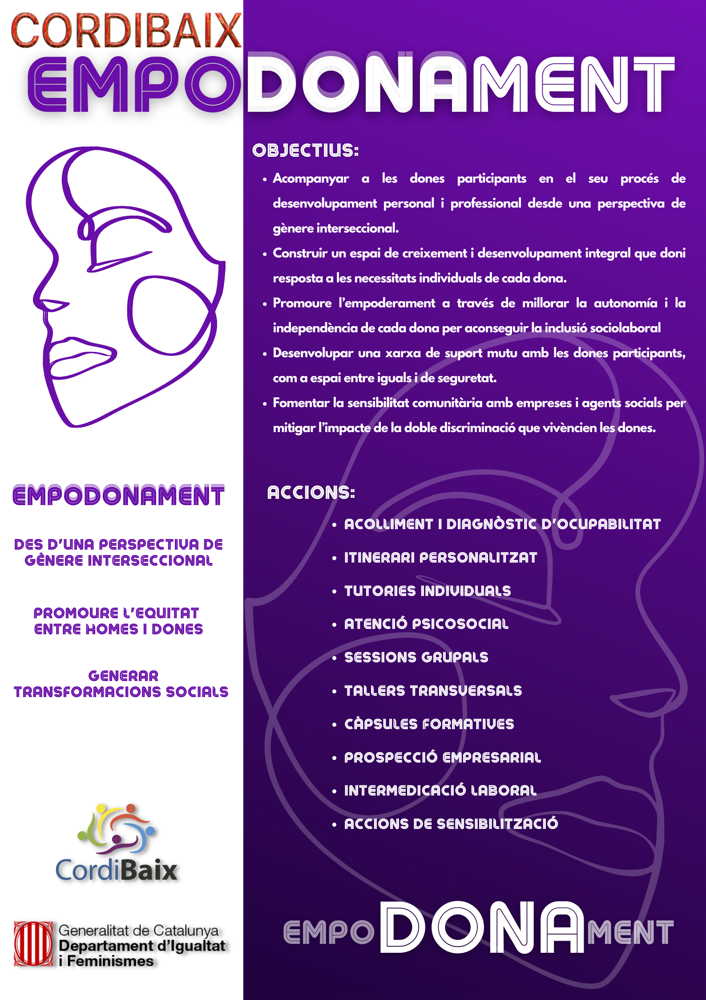 CORDIBAIX
EMPODONAMENT
OBJECTIUS:
• Acompanyar a les dones participants en el seu procés de
desenvolupament personal i professional desde una perspectiva de
gènere interseccional.
• Construir un espai de creixement i desenvolupament integral que doni
resposta a les necessitats individuals de cada dona.
• Promoure l’empoderament a través de millorar la autonomía i la
independència de cada dona per aconseguir la inclusió sociolaboral
• Desenvolupar una xarxa de suport mutu amb les dones participants,
com a espai entre iguals i de seguretat.
• Fomentar la sensibilitat comunitària amb empreses i agents socials per
mitigar l’impacte de la doble discriminació que vivèncien les dones.
EMPODONAMENT
DES D'UNA PERSPECTIVA DE
GÈNERE INTERSECCIONAL
PROMOURE L'EQUITAT
ENTRE HOMES I DONES
GENERAR
TRANSFORMACIONS SOCIALS
ACCIONS:
• ACOLLIMENT I DIAGNÒSTIC D'OCUPABILITAT
• ITINERARI PERSONALITZAT
• TUTORIES INDIVIDUALS
• ATENCIÓ PSICOSOCIAL
• SESSIONS GRUPALS
• TALLERS TRANSVERSALS
• CÀPSULES FORMATIVES
• PROSPECCIÓ EMPRESARIAL
• INTERMEDICACIÓ LABORAL
• ACCIONS DE SENSIBILITZACIÓ
CordiBaix
Generalitat de Catalunya
Departament d'Igualtat
i Feminismes
EMPODONAMENT